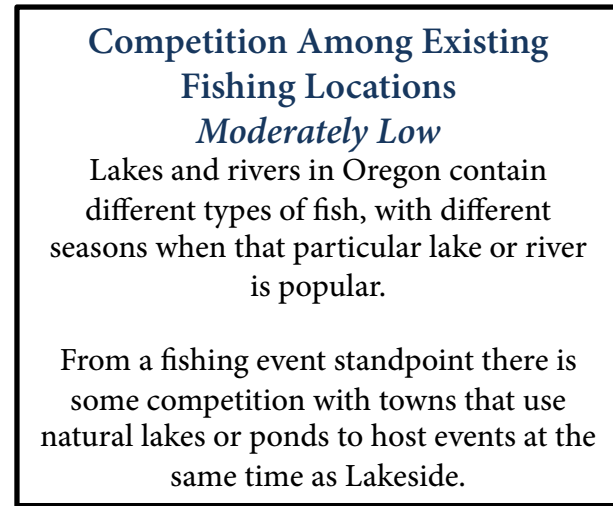 Competition Among Existing
Fishing Locations
Moderately Low
Lakes and rivers in Oregon contain
different types of fish, with different
seasons when that particular lake or river
is popular.
From a fishing event standpoint there is
some competition with towns that use
natural lakes or ponds to host events at the
same time as Lakeside.